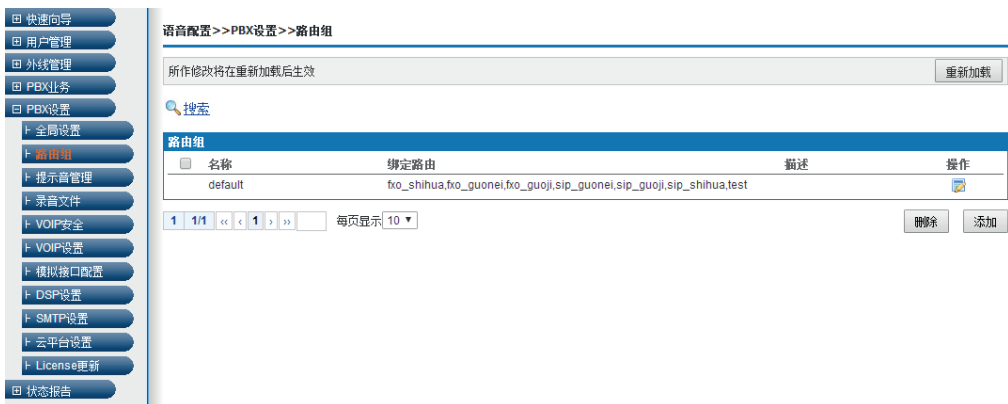 快速向导
用户管理
外线管理
PBX业务
PBX设置
全局设置
路由组
提示音管理
录音文件
VOIP安全
VOIP设置
模拟接口配置
DSP设置
SMTP设置
云平台设置
License更新
状态报告
语音配置>>PBX设置>>路由组
所作修改将在重新加载后生效 重新加载
搜索
路由组
名称 绑定路由 描述 操作
default fxo_shihua,fxo_guonei,fxo_guoji,sip_guonei,sip_guoji,sip_shihua,test
1 1/1 ‹‹ ‹ 1 › ›› 每页显示 10 删除 添加